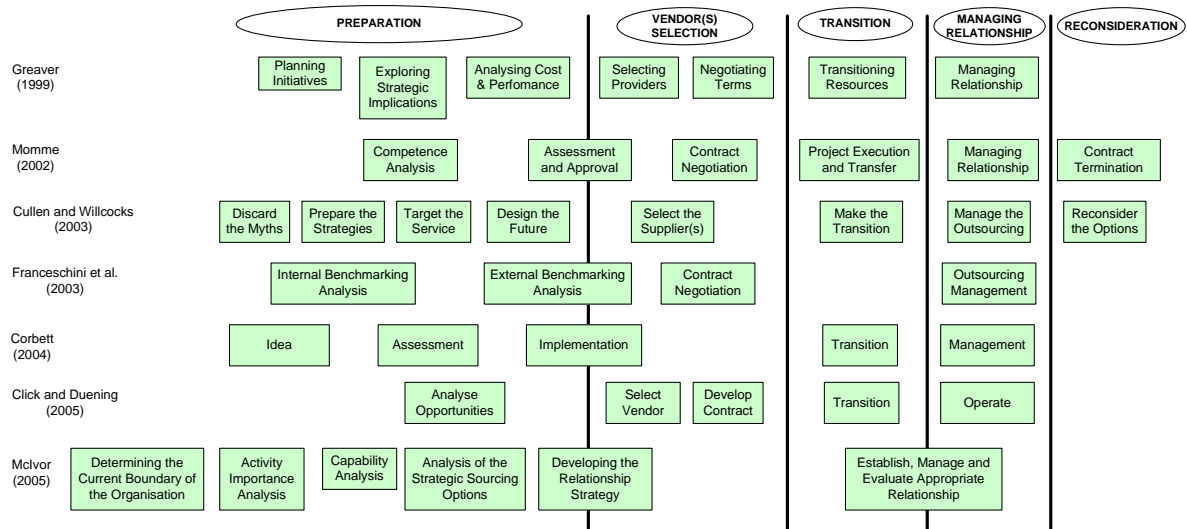 PREPARATION
VENDOR(S)
SELECTION
TRANSITION
MANAGING
RELATIONSHIP
RECONSIDERATION
Greaver
(1999)
Planning
Initiatives
Exploring
Strategic
Implications
Analysing Cost
& Perfomance
Selecting
Providers
Negotiating
Terms
Transitioning
Resources
Managing
Relationship
Momme
(2002)
Competence
Analysis
Assessment
and Approval
Contract
Negotiation
Project Execution
and Transfer
Managing
Relationship
Contract
Termination
Cullen and Willcocks
(2003)
Discard
the Myths
Prepare the
Strategies
Target the
Service
Design the
Future
Select the
Supplier(s)
Make the
Transition
Manage the
Outsourcing
Reconsider
the Options
Franceschini et al.
(2003)
Internal Benchmarking
Analysis
External Benchmarking
Analysis
Contract
Negotiation
Outsourcing
Management
Corbett
(2004)
Idea
Assessment
Implementation
Transition
Management
Click and Duening
(2005)
Analyse
Opportunities
Select
Vendor
Develop
Contract
Transition
Operate
McIvor
(2005)
Determining the
Current Boundary of
the Organisation
Activity
Importance
Analysis
Capability
Analysis
Analysis of the
Strategic Sourcing
Options
Developing the
Relationship
Strategy
Establish, Manage and
Evaluate Appropriate
Relationship